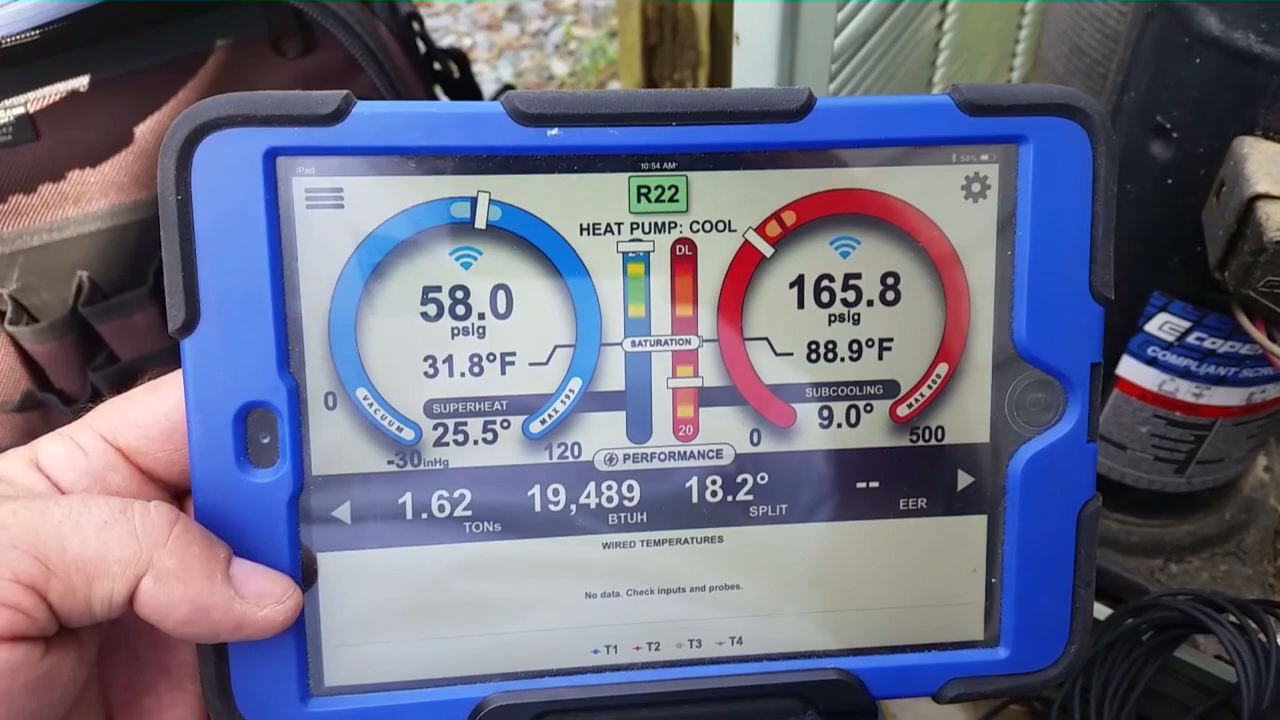 iPad
10:54 AM
58%
R22
HEAT PUMP: COOL
DL
58.0
psig
31.8°F
165.8
psig
88.9°F
SATURATION
0
VACUUM
MAX 595
SUPERHEAT
25.5°
-30inHg
120
20
SUBCOOLING
9.0°
0
MAX 800
500
PERFORMANCE
1.62
TONs
19,489
BTUH
18.2°
SPLIT
--
EER
WIRED TEMPERATURES
No data. Check inputs and probes.
T1 T2 T3 T4
COMPLIANT